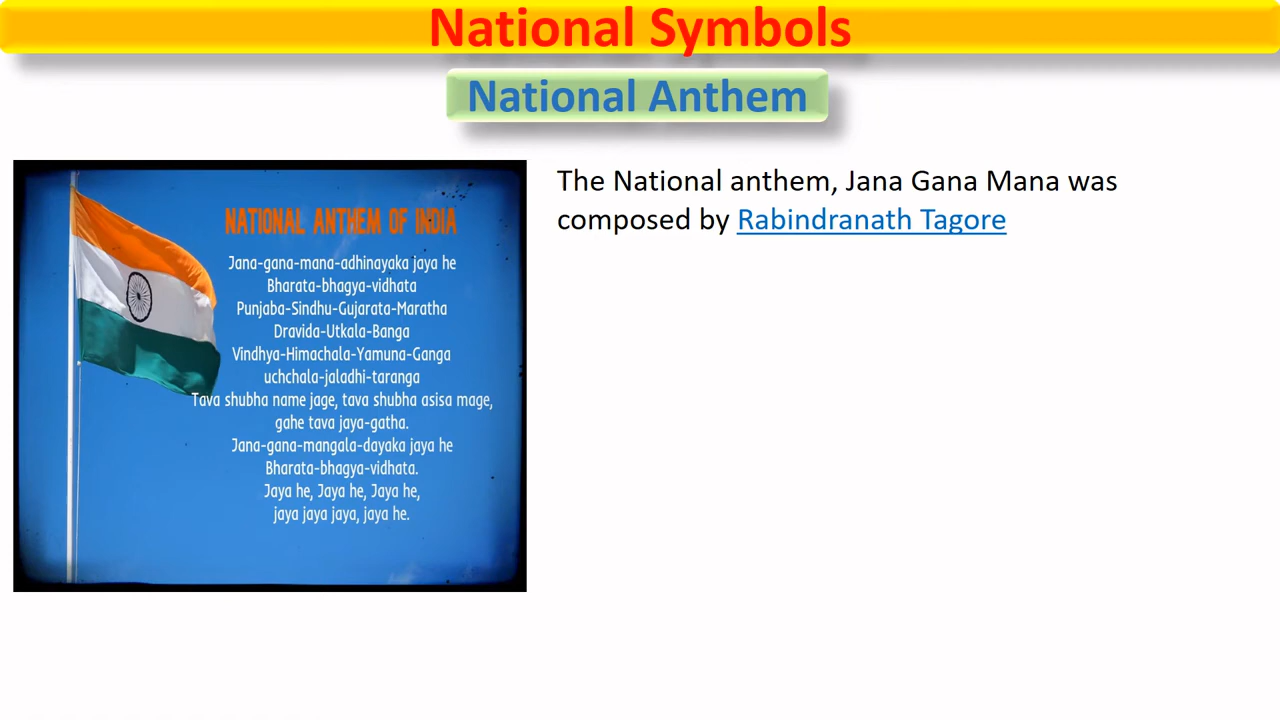 National Symbols
National Anthem
NATIONAL ANTHEM OF INDIA
Jana-gana-mana-adhinayaka jaya he
Bharata-bhagya-vidhata
Punjaba-Sindhu-Gujarata-Maratha
Dravida-Utkala-Banga
Vindhya-Himachala-Yamuna-Ganga
uchchala-jaladhi-taranga
Tava shubha name jage, tava shubha asisa mage,
gahe tava jaya-gatha.
Jana-gana-mangala-dayaka jaya he
Bharata-bhagya-vidhata.
Jaya he, Jaya he, Jaya he,
jaya jaya jaya, jaya he.
The National anthem, Jana Gana Mana was
composed by Rabindranath Tagore